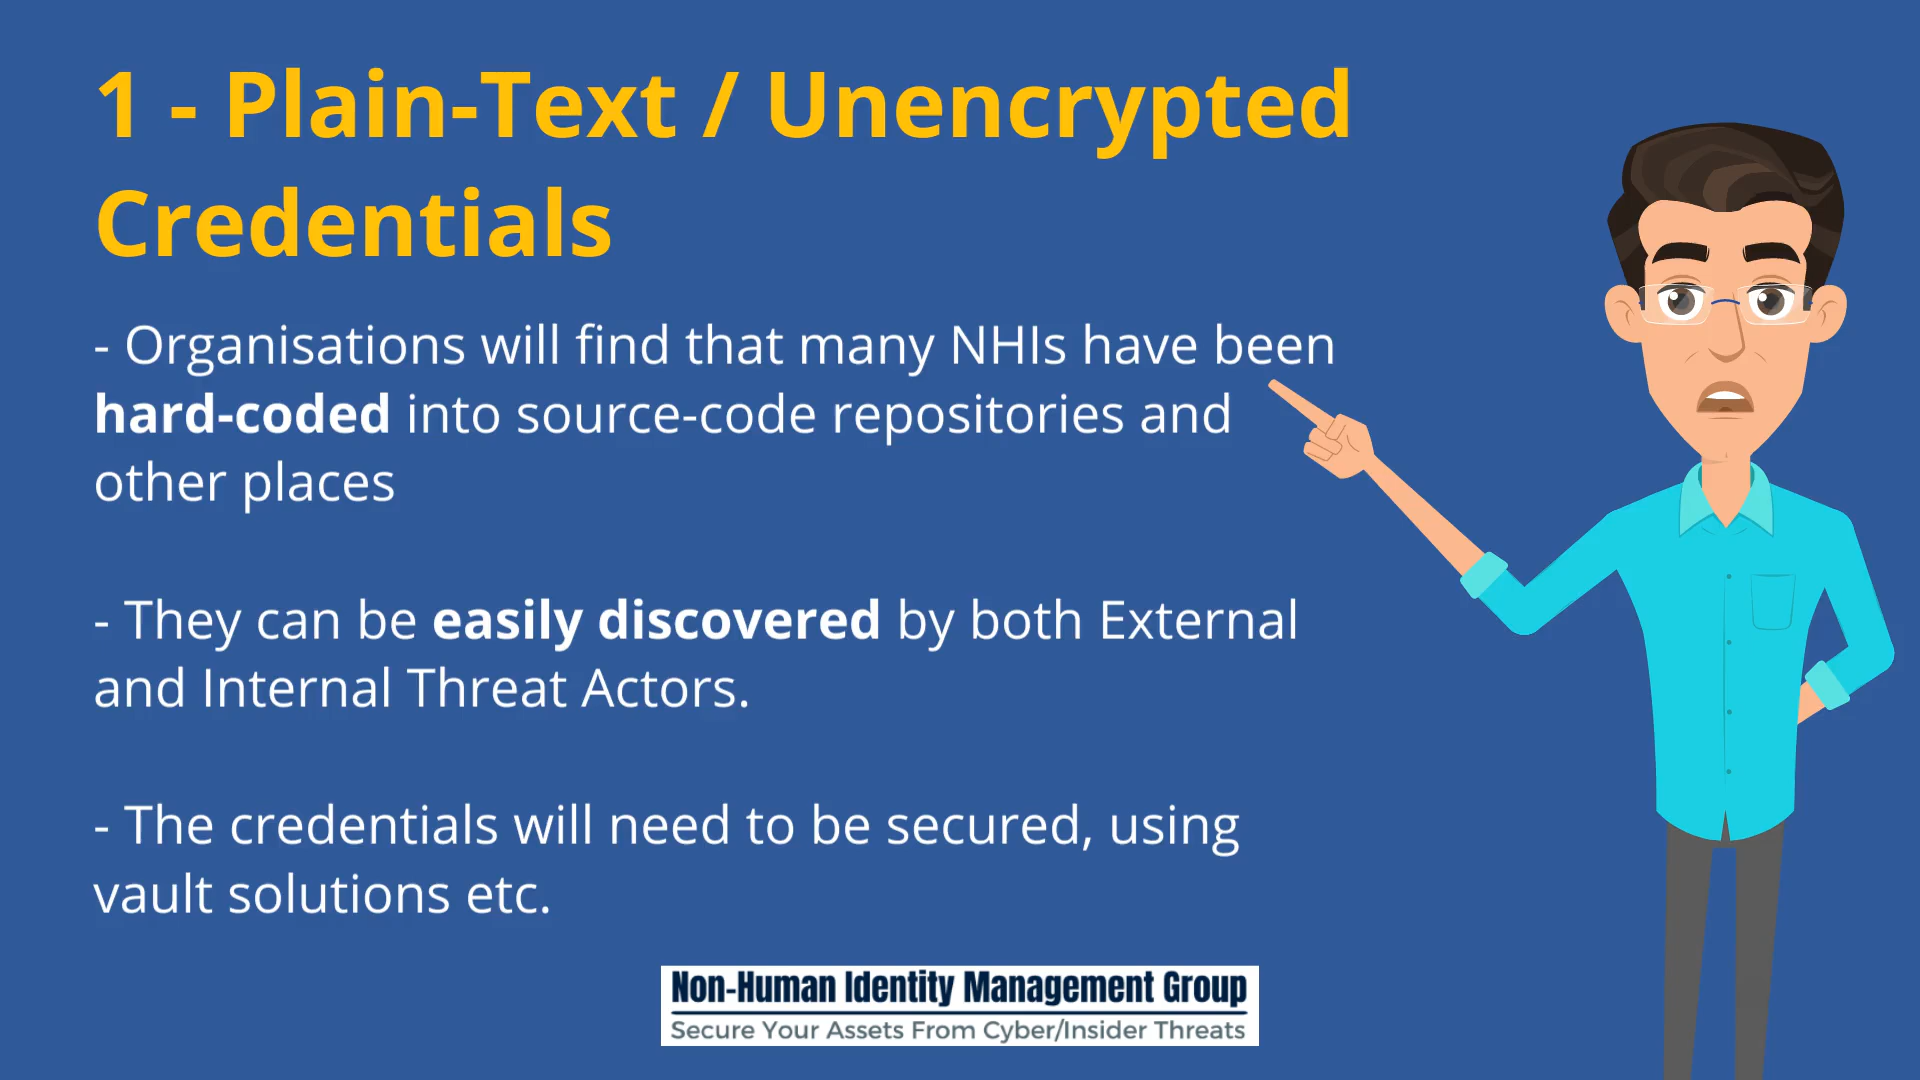 1 - Plain-Text / Unencrypted
Credentials
- Organisations will find that many NHIs have been
hard-coded into source-code repositories and
other places
- They can be easily discovered by both External
and Internal Threat Actors.
- The credentials will need to be secured, using
vault solutions etc.
Non-Human Identity Management Group
Secure Your Assets From Cyber/Insider Threats